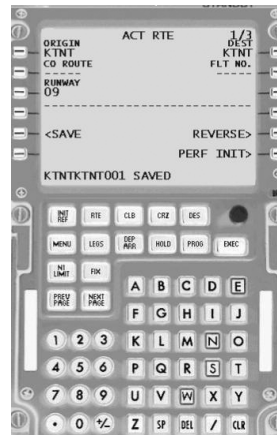 ACT RTE 1/3
ORIGIN DEST
KTNT KTNT
CO ROUTE FLT NO.
---------- ------
RUNWAY
09
<SAVE REVERSE>
PERF INIT>
KTNTKTNT001 SAVED
INIT REF RTE CLB CRZ DES
MENU LEGS DEP ARR HOLD PROG EXEC
N1 LIMIT FIX
PREV PAGE NEXT PAGE
A B C D E
F G H I J
1 2 3 K L M N O
4 5 6 P Q R S T
7 8 9 U V W X Y
. 0 +/- Z SP DEL / CLR